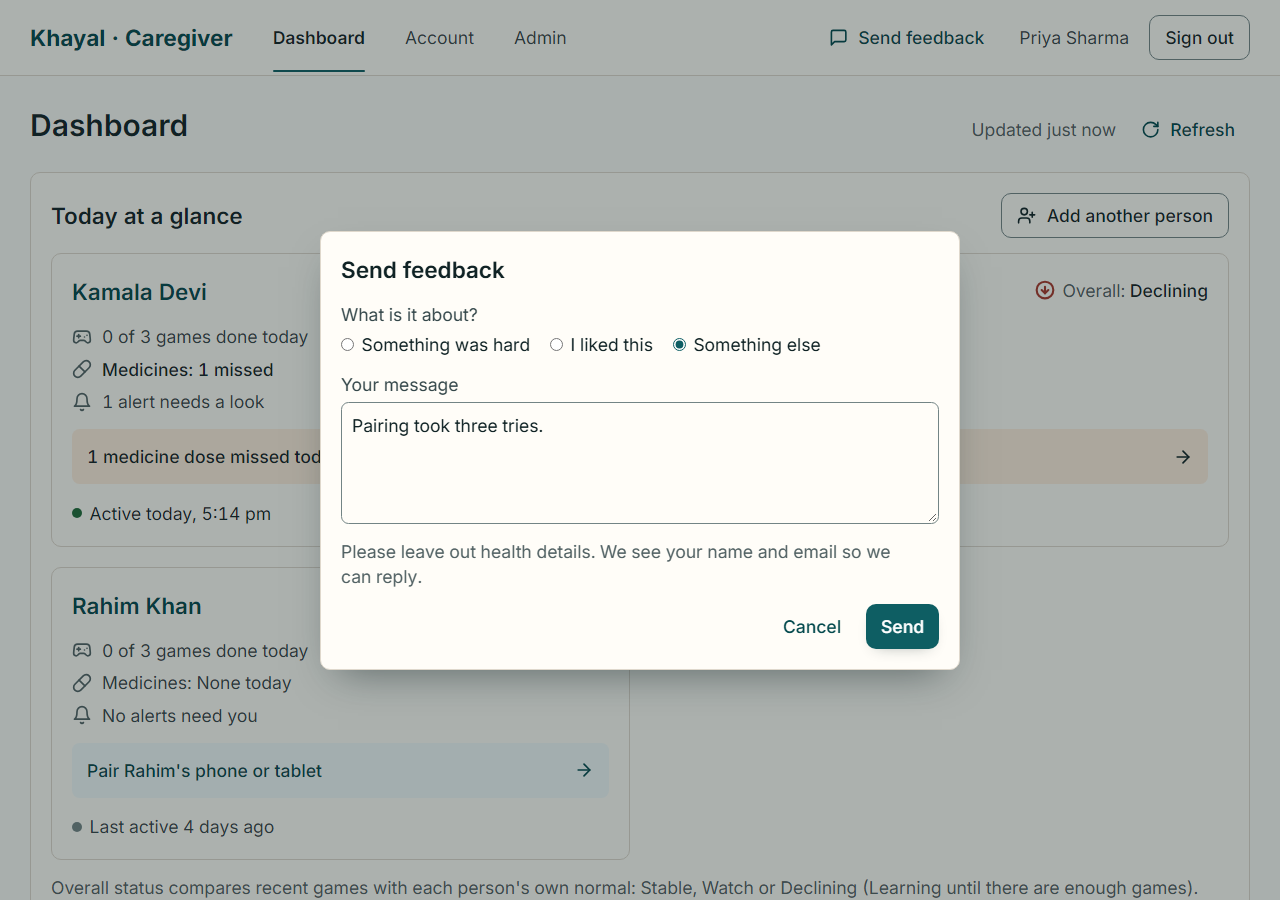 Khayal · Caregiver
Dashboard
Account
Admin
Send feedback
Priya Sharma
Sign out
Dashboard
Updated just now
Refresh
Today at a glance
Add another person
Kamala Devi
Overall: Declining
0 of 3 games done today
Medicines: 1 missed
1 alert needs a look
1 medicine dose missed
Active today, 5:14 pm
Send feedback
What is it about?
Something was hard
I liked this
Something else
Your message
Pairing took three tries.
Please leave out health details. We see your name and email so we
can reply.
Cancel
Send
Rahim Khan
0 of 3 games done today
Medicines: None today
No alerts need you
Pair Rahim's phone or tablet
Last active 4 days ago
Overall status compares recent games with each person's own normal: Stable, Watch or Declining (Learning until there are enough games).